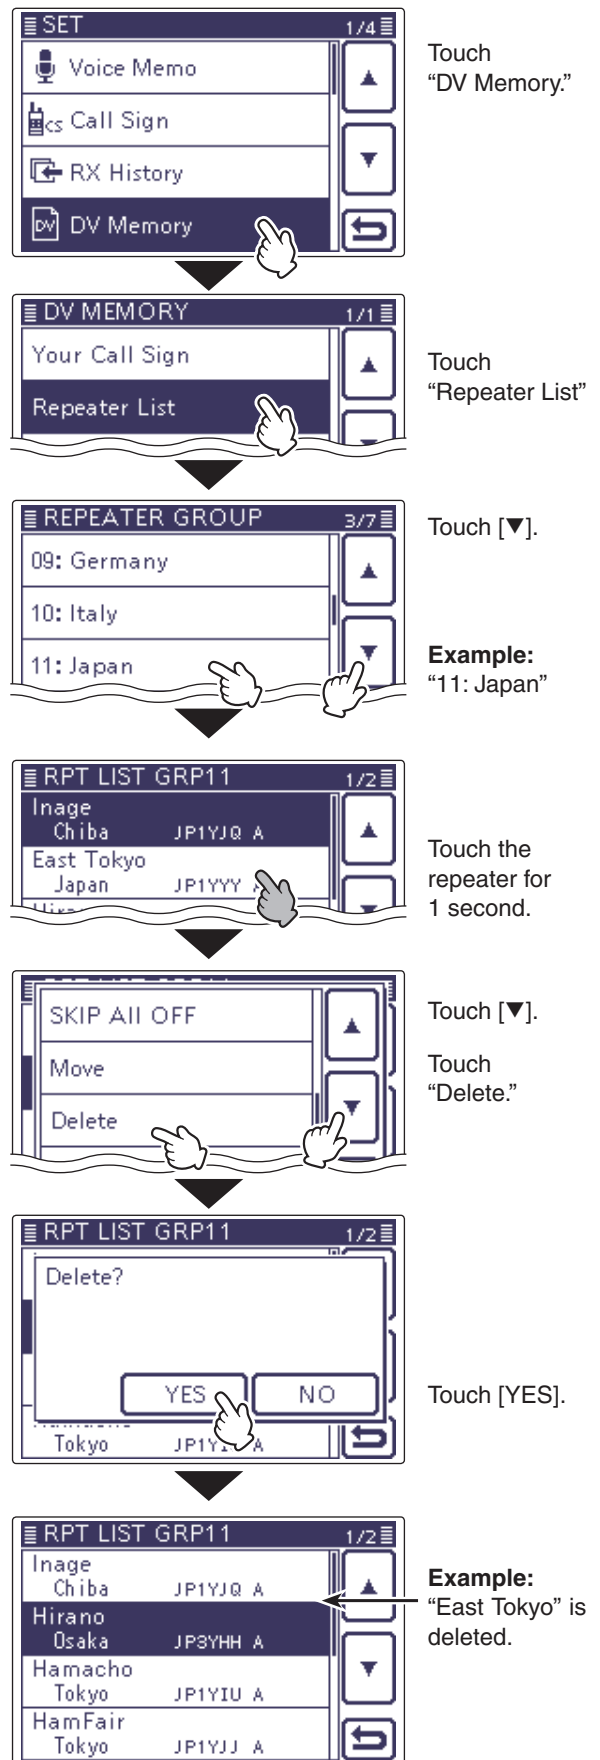 SET 1/4
Voice Memo
CS Call Sign
RX History
DV DV Memory
Touch
“DV Memory.”
DV MEMORY 1/1
Your Call Sign
Repeater List
Touch
“Repeater List”
REPEATER GROUP 3/7
09: Germany
10: Italy
11: Japan
Touch [▼].
Example:
“11: Japan”
RPT LIST GRP11 1/2
Inage
Chiba JP1YJQ A
East Tokyo
Japan JP1YYY
Touch the
repeater for
1 second.
SKIP All OFF
Move
Delete
Touch [▼].
Touch
“Delete.”
RPT LIST GRP11 1/2
Delete?
YES NO
Tokyo A
Touch [YES].
RPT LIST GRP11 1/2
Inage
Chiba JP1YJQ A
Hirano
Osaka JP3YHH A
Hamacho
Tokyo JP1YIU A
HamFair
Tokyo JP1YJJ A
Example:
“East Tokyo” is
deleted.